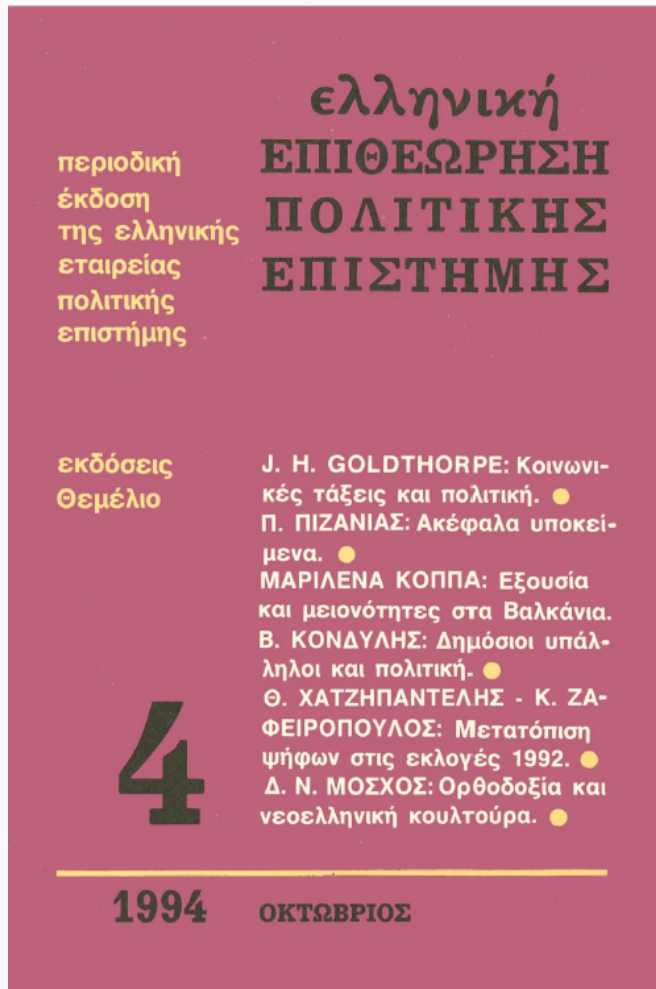 ελληνική
ΕΠΙΘΕΩΡΗΣΗ
ΠΟΛΙΤΙΚΗΣ
ΕΠΙΣΤΗΜΗΣ
περιοδική
έκδοση
της ελληνικής
εταιρείας
πολιτικής
επιστήμης
εκδόσεις
Θεμέλιο
J. H. GOLDTHORPE: Κοινωνι-
κές τάξεις και πολιτική.
Π. ΠΙΖΑΝΙΑΣ: Ακέφαλα υποκεί-
μενα.
ΜΑΡΙΛΕΝΑ ΚΟΠΠΑ: Εξουσία
και μειονότητες στα Βαλκάνια.
Β. ΚΟΝΔΥΛΗΣ: Δημόσιοι υπάλ-
ληλοι και πολιτική.
Θ. ΧΑΤΖΗΠΑΝΤΕΛΗΣ - Κ. ΖΑ-
ΦΕΙΡΟΠΟΥΛΟΣ: Μετατόπιση
ψήφων στις εκλογές 1992.
Δ. Ν. ΜΟΣΧΟΣ: Ορθοδοξία και
νεοελληνική κουλτούρα.
4
1994 ΟΚΤΩΒΡΙΟΣ